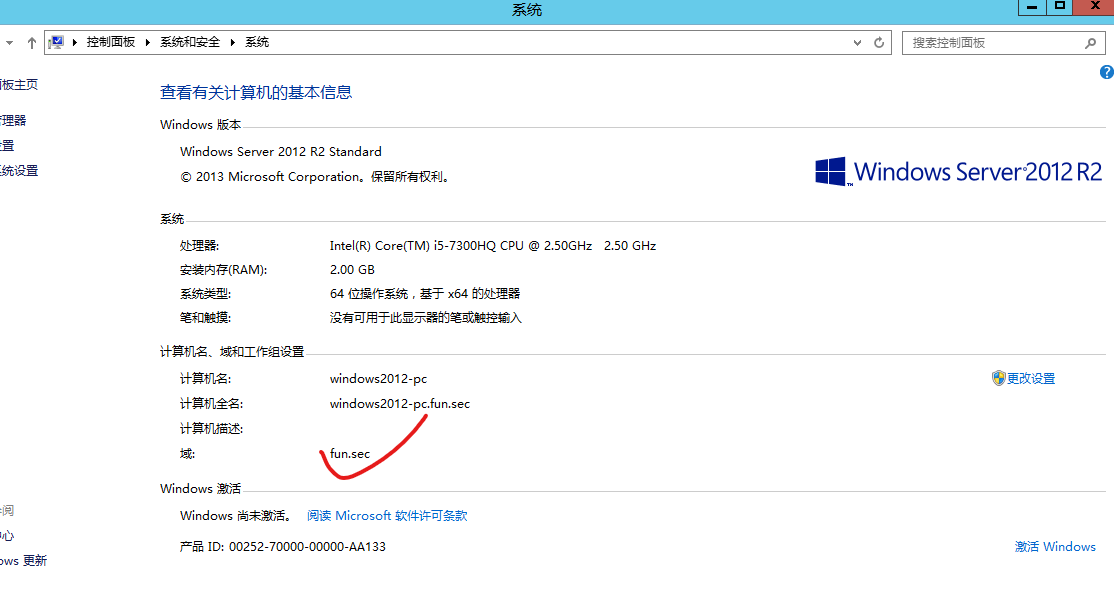 系统
控制面板 系统和安全 系统
搜索控制面板
板主页
理器
置
统设置
查看有关计算机的基本信息
Windows 版本
Windows Server 2012 R2 Standard
© 2013 Microsoft Corporation。保留所有权利。
Windows Server 2012 R2
系统
处理器: Intel(R) Core(TM) i5-7300HQ CPU @ 2.50GHz 2.50 GHz
安装内存(RAM): 2.00 GB
系统类型: 64 位操作系统，基于 x64 的处理器
笔和触摸: 没有可用于此显示器的笔或触控输入
计算机名、域和工作组设置
计算机名: windows2012-pc
更改设置
计算机全名: windows2012-pc.fun.sec
计算机描述:
域: fun.sec
Windows 激活
Windows 尚未激活。 阅读 Microsoft 软件许可条款
产品 ID: 00252-70000-00000-AA133
激活 Windows
阅
心
ows 更新